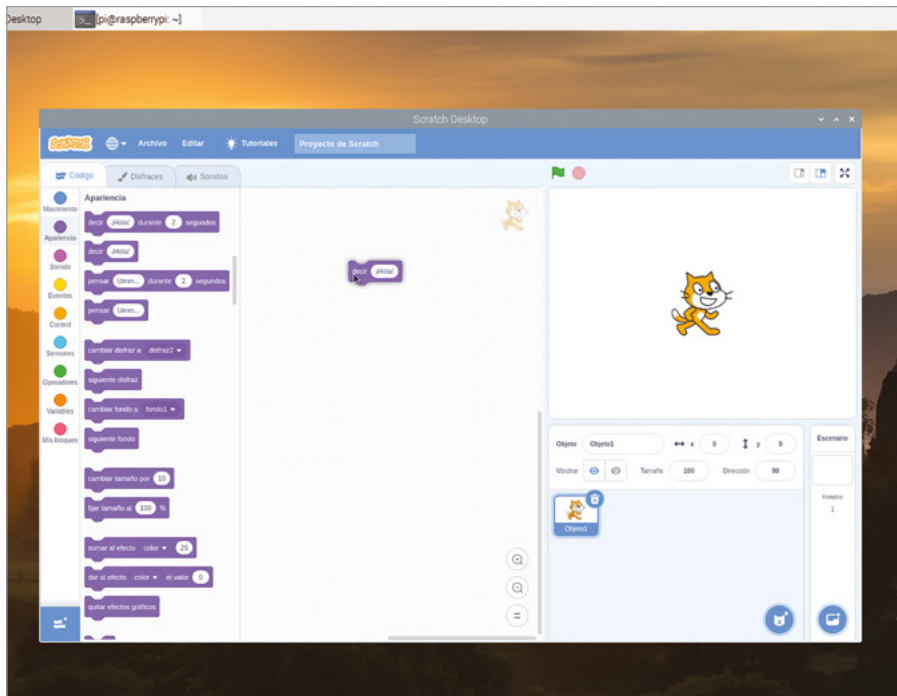 Desktop
[pi@raspberrypi: ~]
Scratch Desktop
SCRATCH
Archivo
Editar
Tutoriales
Proyecto de Scratch
Código
Disfraces
Sonidos
Movimiento
Apariencia
Sonido
Eventos
Control
Sensores
Operadores
Variables
Mis bloques
Apariencia
decir ¡Hola! durante 2 segundos
decir ¡Hola!
pensar Umm... durante 2 segundos
pensar Umm...
cambiar disfraz a disfraz2
siguiente disfraz
cambiar fondo a fondo1
siguiente fondo
cambiar tamaño por 10
fijar tamaño al 100 %
sumar al efecto color 25
dar al efecto color el valor 0
quitar efectos gráficos
decir ¡Hola!
Objeto Objeto1 x 0 y 0
Mostrar Tamaño 100 Dirección 90
Objeto1
Escenario
Fondos
1